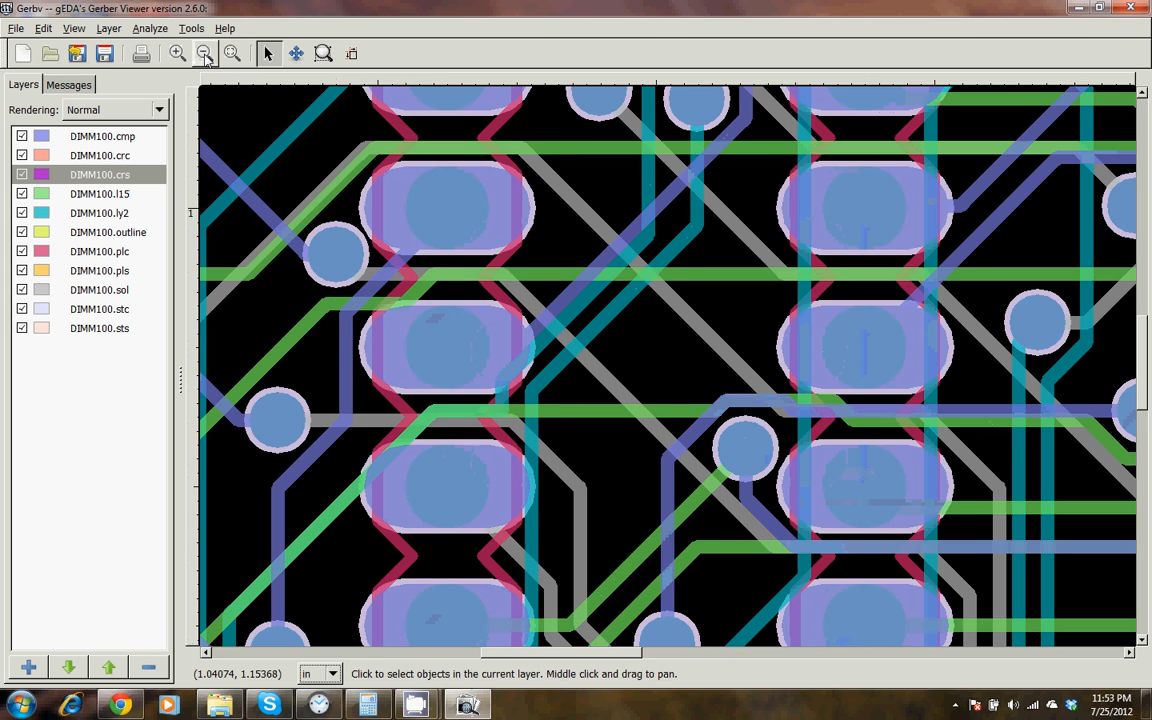 Gerbv -- gEDA's Gerber Viewer version 2.6.0:
File Edit View Layer Analyze Tools Help
Layers Messages
Rendering: Normal
DIMM100.cmp
DIMM100.crc
DIMM100.crs
DIMM100.l15
DIMM100.ly2
DIMM100.outline
DIMM100.plc
DIMM100.pls
DIMM100.sol
DIMM100.stc
DIMM100.sts
1
(1.04074, 1.15368) in Click to select objects in the current layer. Middle click and drag to pan.
11:53 PM
7/25/2012